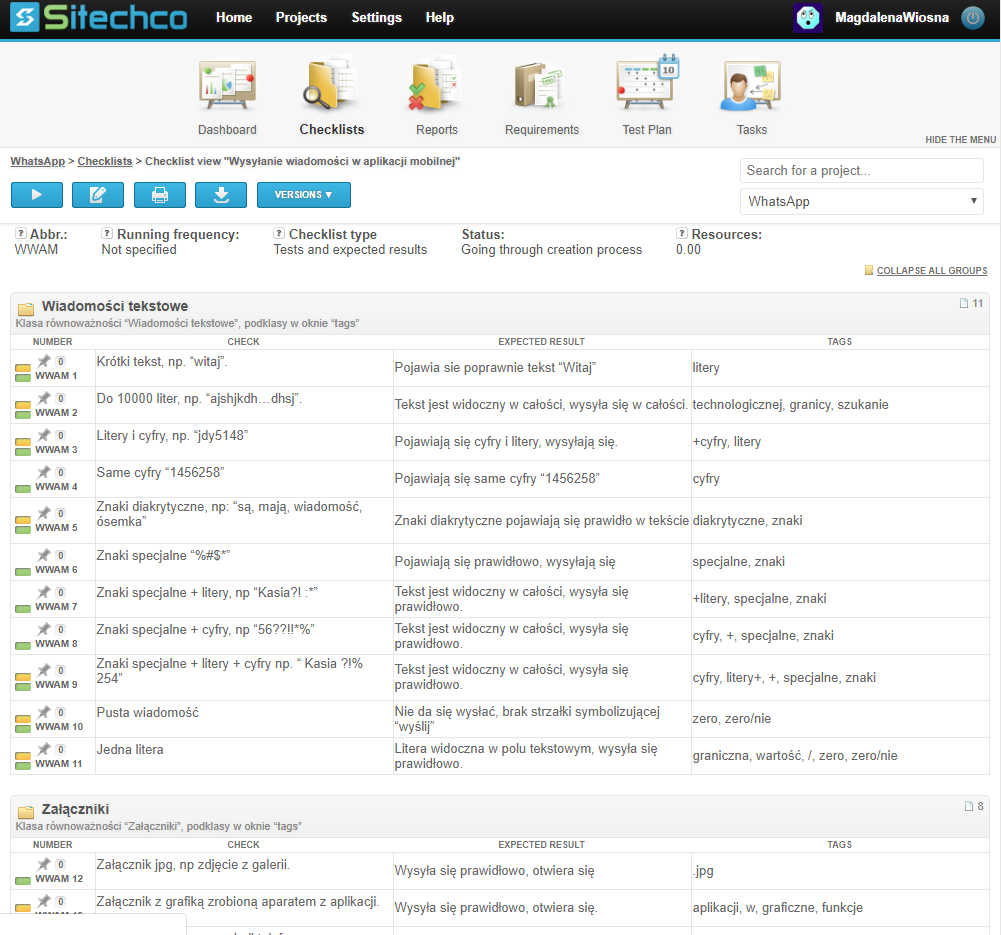 Sitechco Home Projects Settings Help MagdalenaWiosna
10
Dashboard Checklists Reports Requirements Test Plan Tasks
HIDE THE MENU
WhatsApp > Checklists > Checklist view "Wysyłanie wiadomości w aplikacji mobilnej"
Search for a project...
VERSIONS ▼
WhatsApp ▼
? Abbr.: ? Running frequency: ? Checklist type Status: ? Resources:
WWAM Not specified Tests and expected results Going through creation process 0.00
COLLAPSE ALL GROUPS
Wiadomości tekstowe 11
Klasa równoważności “Wiadomości tekstowe”, podklasy w oknie “tags”
NUMBER CHECK EXPECTED RESULT TAGS
0 WWAM 1 Krótki tekst, np. “witaj”. Pojawia sie poprawnie tekst “Witaj” litery
0 WWAM 2 Do 10000 liter, np. “ajshjkdh…dhsj”. Tekst jest widoczny w całości, wysyła się w całości. technologicznej, granicy, szukanie
0 WWAM 3 Litery i cyfry, np. “jdy5148” Pojawiają się cyfry i litery, wysyłają się. +cyfry, litery
0 WWAM 4 Same cyfry “1456258” Pojawiają się same cyfry “1456258” cyfry
0 WWAM 5 Znaki diakrytyczne, np: “są, mają, wiadomość,
ósemka” Znaki diakrytyczne pojawiają się prawidło w tekście diakrytyczne, znaki
0 WWAM 6 Znaki specjalne “%#$*” Pojawiają się prawidłowo, wysyłają się specjalne, znaki
0 WWAM 7 Znaki specjalne + litery, np “Kasia?! :*” Tekst jest widoczny w całości, wysyła się
prawidłowo. +litery, specjalne, znaki
0 WWAM 8 Znaki specjalne + cyfry, np “56??!!*%” Tekst jest widoczny w całości, wysyła się
prawidłowo. cyfry, +, specjalne, znaki
0 WWAM 9 Znaki specjalne + litery + cyfry np. “ Kasia ?!%
254” Tekst jest widoczny w całości, wysyła się
prawidłowo. cyfry, litery+, +, specjalne, znaki
0 WWAM 10 Pusta wiadomość Nie da się wysłać, brak strzałki symbolizującej
“wyślij” zero, zero/nie
0 WWAM 11 Jedna litera Litera widoczna w polu tekstowym, wysyła się
prawidłowo. graniczna, wartość, /, zero, zero/nie
Załączniki 8
Klasa równoważności “Załączniki”, podklasy w oknie “tags”
NUMBER CHECK EXPECTED RESULT TAGS
0 WWAM 12 Załącznik jpg, np zdjęcie z galerii. Wysyła się prawidłowo, otwiera się .jpg
0 Załącznik z grafiką zrobioną aparatem z aplikacji. Wysyła się prawidłowo, otwiera się. aplikacji, w, graficzne, funkcje